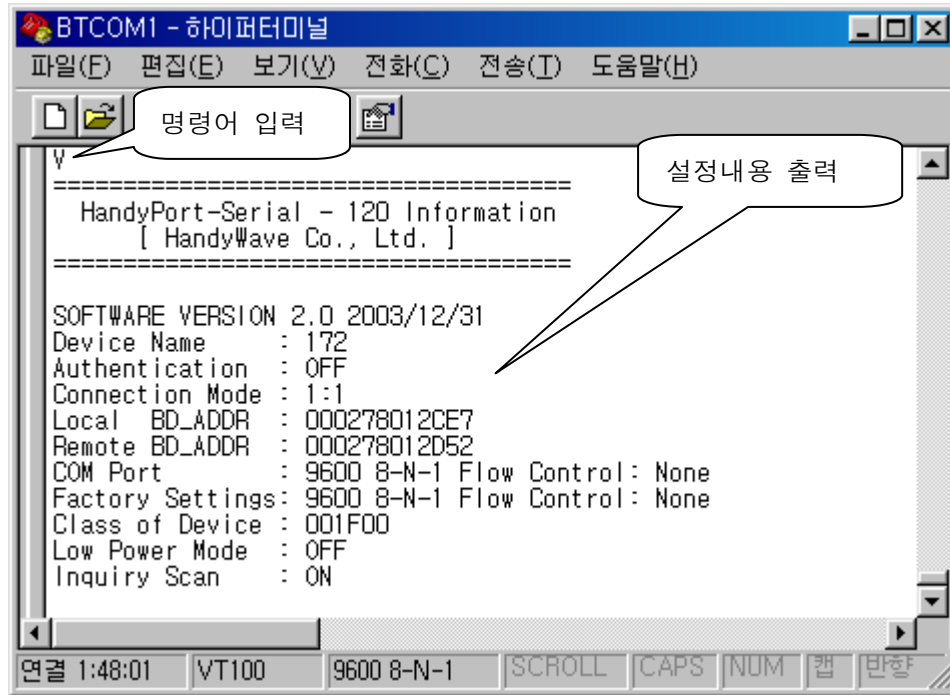 BTCOM1 - 하이퍼터미널
파일(F) 편집(E) 보기(V) 전화(C) 전송(T) 도움말(H)
명령어 입력
V
설정내용 출력
=====================================
HandyPort-Serial - 120 Information
[ HandyWave Co., Ltd. ]
=====================================
SOFTWARE VERSION 2.0 2003/12/31
Device Name : 172
Authentication : OFF
Connection Mode : 1:1
Local BD_ADDR : 000278012CE7
Remote BD_ADDR : 000278012D52
COM Port : 9600 8-N-1 Flow Control: None
Factory Settings: 9600 8-N-1 Flow Control: None
Class of Device : 001F00
Low Power Mode : OFF
Inquiry Scan : ON
연결 1:48:01 VT100 9600 8-N-1 SCROLL CAPS NUM 캡 반향